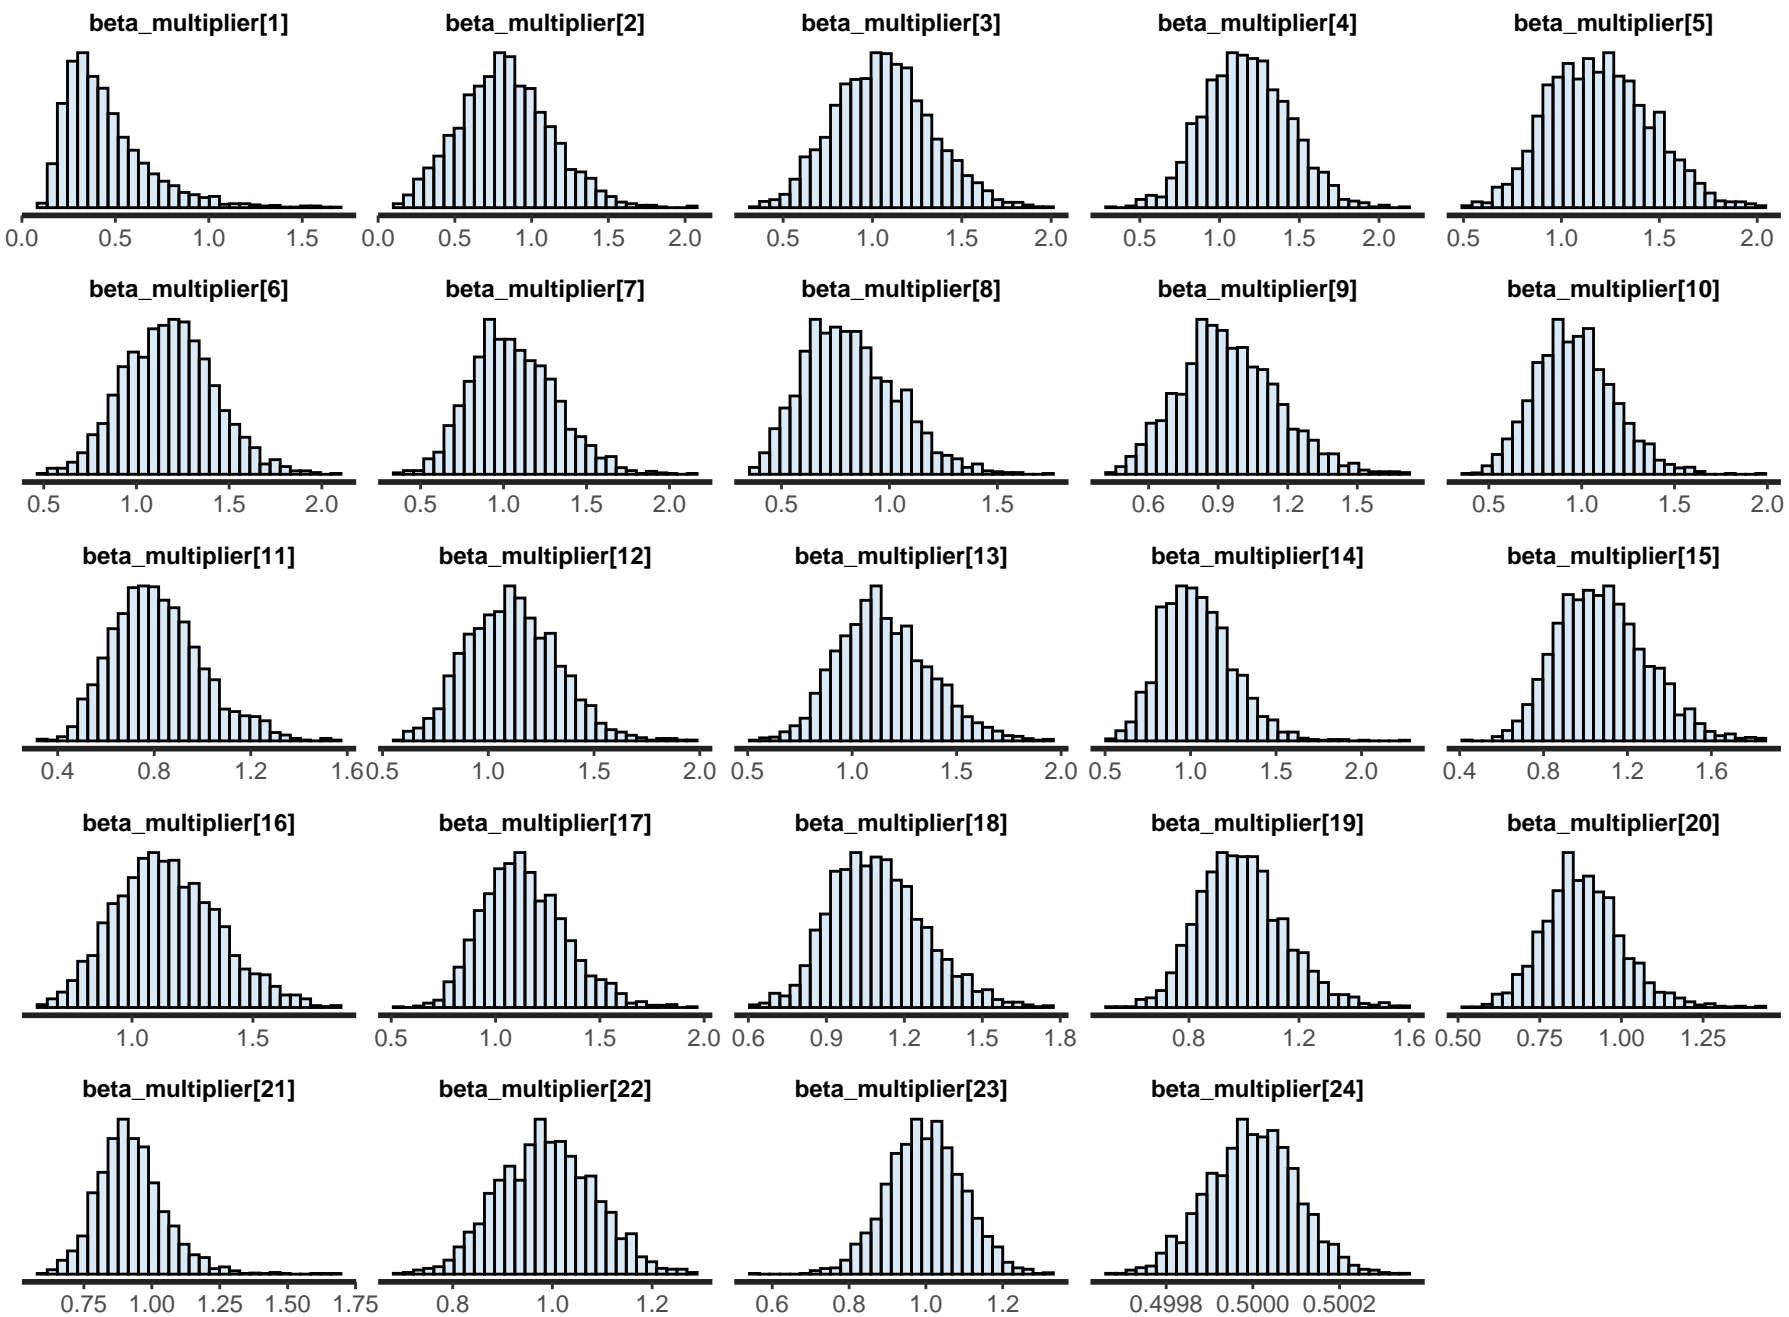 beta_multiplier[1] beta_multiplier[2] beta_multiplier[3] beta_multiplier[4] beta_multiplier[5]
0.0 0.5 1.0 1.5 0.0 0.5 1.0 1.5 2.0 0.5 1.0 1.5 2.0 0.5 1.0 1.5 2.0 0.5 1.0 1.5 2.0
beta_multiplier[6] beta_multiplier[7] beta_multiplier[8] beta_multiplier[9] beta_multiplier[10]
0.5 1.0 1.5 2.0 0.5 1.0 1.5 2.0 0.5 1.0 1.5 0.6 0.9 1.2 1.5 0.5 1.0 1.5 2.0
beta_multiplier[11] beta_multiplier[12] beta_multiplier[13] beta_multiplier[14] beta_multiplier[15]
0.4 0.8 1.2 1.6 0.5 1.0 1.5 2.0 0.5 1.0 1.5 2.0 0.5 1.0 1.5 2.0 0.4 0.8 1.2 1.6
beta_multiplier[16] beta_multiplier[17] beta_multiplier[18] beta_multiplier[19] beta_multiplier[20]
1.0 1.5 0.5 1.0 1.5 2.0 0.6 0.9 1.2 1.5 1.8 0.8 1.2 1.6 0.50 0.75 1.00 1.25
beta_multiplier[21] beta_multiplier[22] beta_multiplier[23] beta_multiplier[24]
0.75 1.00 1.25 1.50 1.75 0.8 1.0 1.2 0.6 0.8 1.0 1.2 0.4998 0.5000 0.5002